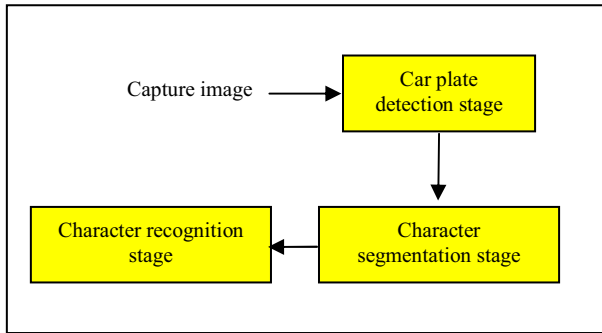 Capture image
Car plate
detection stage
Character
segmentation stage
Character recognition
stage